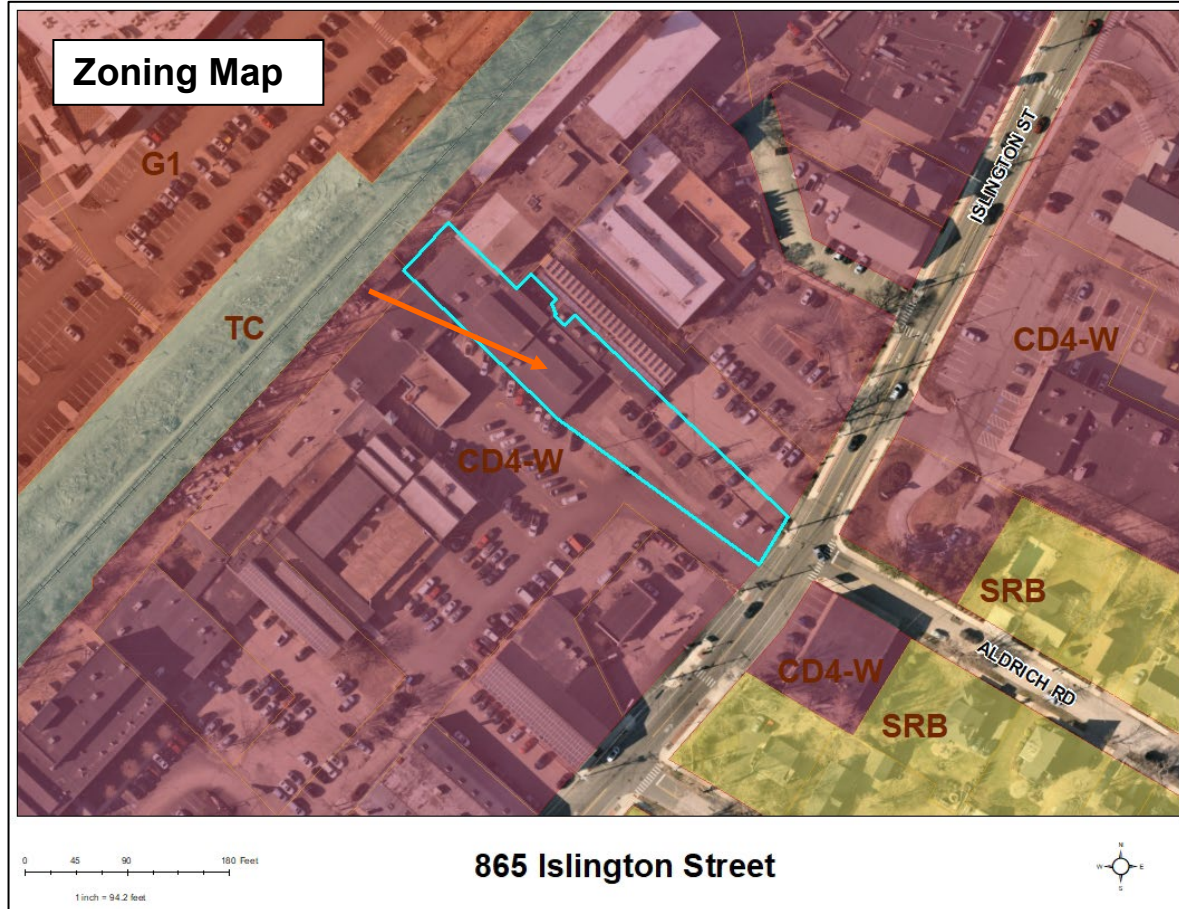 Zoning Map
G1
ISLINGTON ST
TC
CD4-W
CD4-W
SRB
ALDRICH RD
CD4-W
SRB
0 45 90 180 Feet
1 inch = 94.2 feet
865 Islington Street
N
W E
S